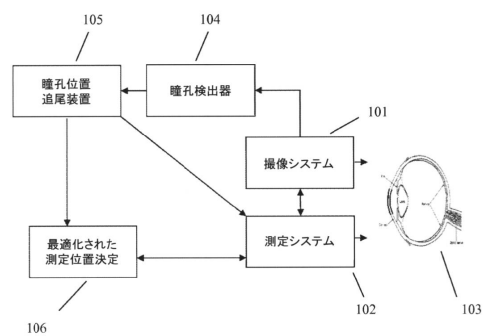 105
104
瞳孔位置
追尾装置
瞳孔検出器
101
撮像システム
最適化された
測定位置決定
測定システム
106
102
103